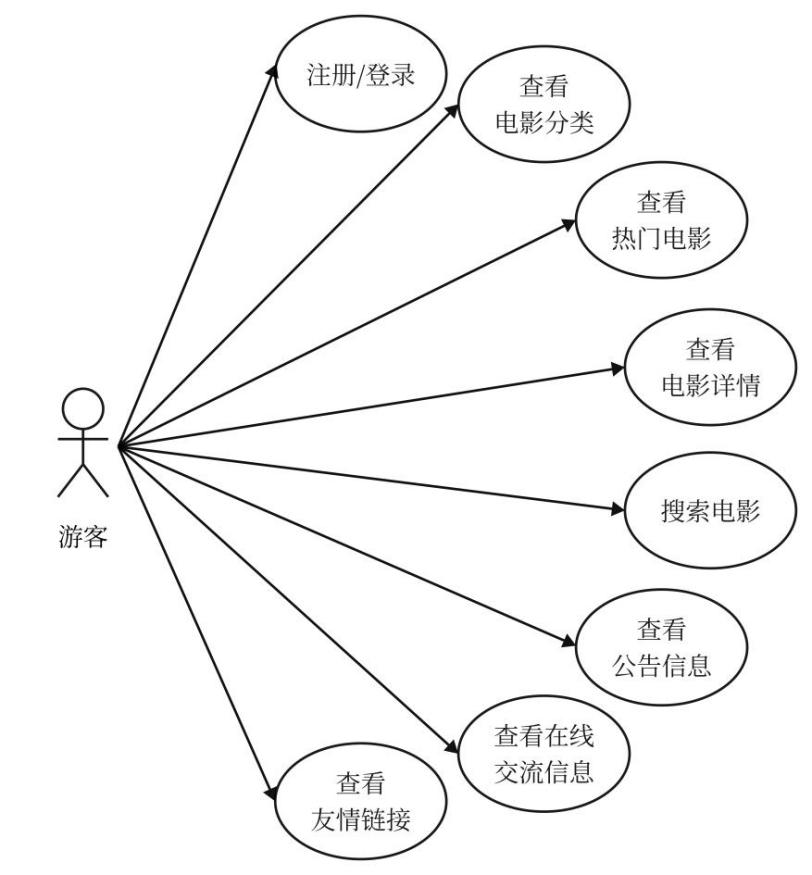 注册/登录
查看
电影分类
查看
热门电影
查看
电影详情
搜索电影
游客
查看
公告信息
查看在线
交流信息
查看
友情链接